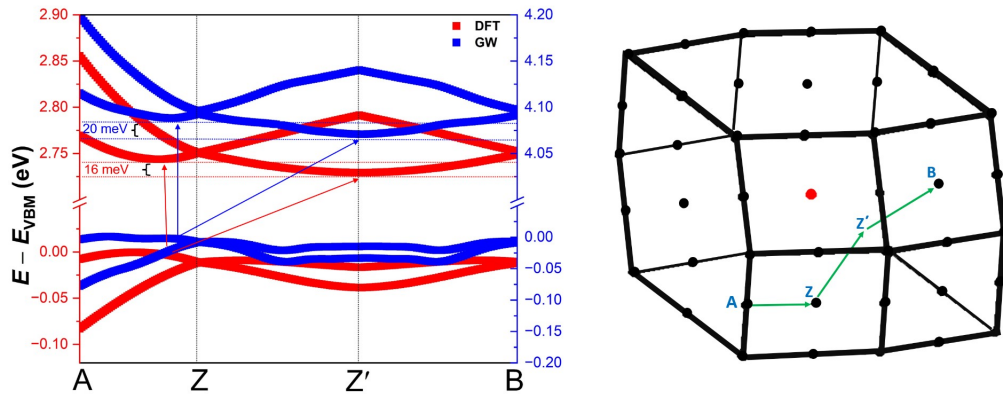 2.90
2.85
2.80
2.75
0.00
−0.05
−0.10
E − E_VBM (eV)
20 meV
16 meV
DFT
GW
4.20
4.15
4.10
4.05
0.00
−0.05
−0.10
−0.15
−0.20
A
Z
Z′
B
A
Z
Z′
B